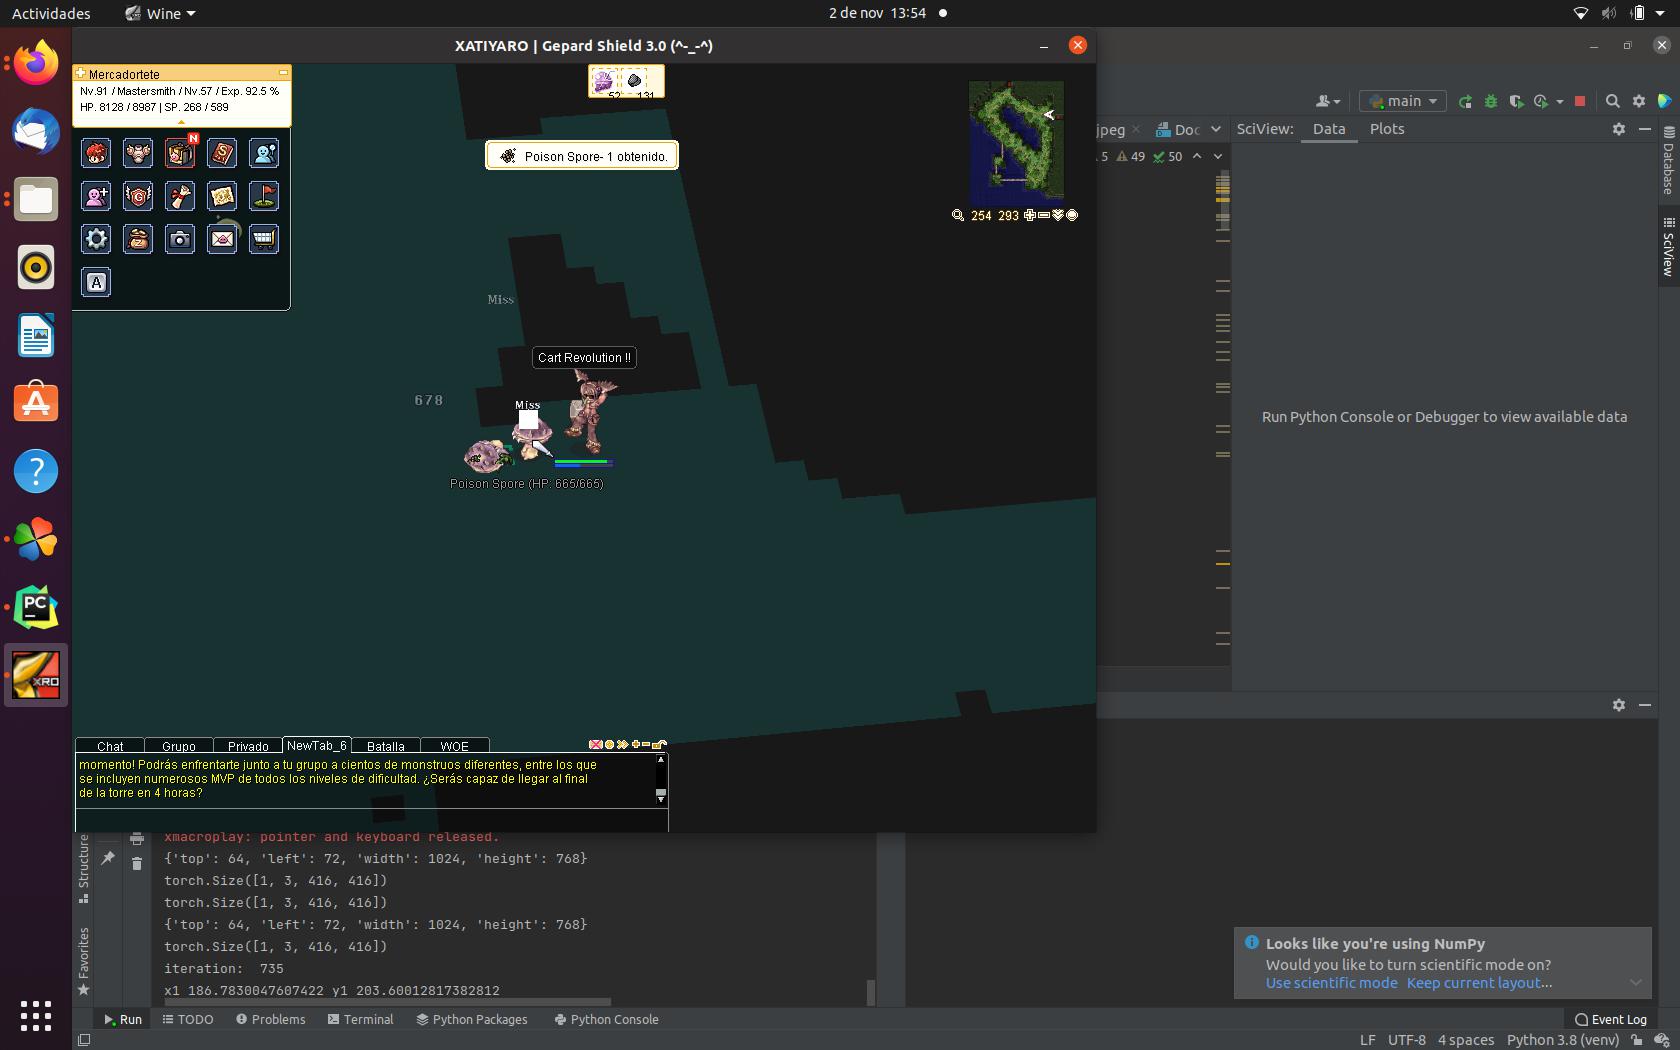 Actividades
Wine
2 de nov 13:54
XATIYARO | Gepard Shield 3.0 (^-_-^)
Mercadortete
Nv.91 / Mastersmith / Nv.57 / Exp. 92.5 %
HP. 8128 / 8987 | SP. 268 / 589
N
A
52 131
Poison Spore- 1 obtenido.
254 293
Miss
Cart Revolution !!
678
Miss
Poison Spore (HP: 665/665)
Chat Grupo Privado NewTab_6 Batalla WOE
momento! Podrás enfrentarte junto a tu grupo a cientos de monstruos diferentes, entre los que
se incluyen numerosos MVP de todos los niveles de dificultad. ¿Serás capaz de llegar al final
de la torre en 4 horas?
main
jpeg
Doc
SciView: Data Plots
5 49 50
Database
SciView
Run Python Console or Debugger to view available data
PC
XRO
xmacroplay: pointer and keyboard released.
{'top': 64, 'left': 72, 'width': 1024, 'height': 768}
torch.Size([1, 3, 416, 416])
torch.Size([1, 3, 416, 416])
{'top': 64, 'left': 72, 'width': 1024, 'height': 768}
torch.Size([1, 3, 416, 416])
iteration: 735
x1 186.7830047607422 y1 203.60012817382812
Structure
Favorites
Looks like you're using NumPy
Would you like to turn scientific mode on?
Use scientific mode Keep current layout...
Run TODO Problems Terminal Python Packages Python Console
Event Log
LF UTF-8 4 spaces Python 3.8 (venv)